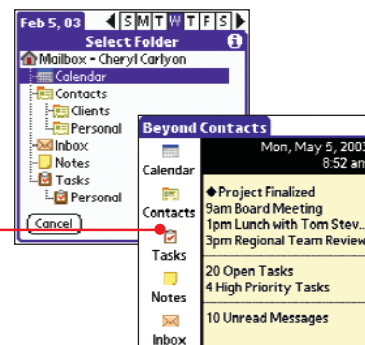 Feb 5, 03 S M T W T F S
Select Folder i
Mailbox - Cheryl Carlyon
Calendar
Contacts
Clients
Personal
Inbox
Notes
Tasks
Personal
Cancel
Beyond Contacts
Mon, May 5, 2003
8:52 am
Calendar
Contacts
Tasks
Notes
Inbox
Project Finalized
9am Board Meeting
1pm Lunch with Tom Stev..
3pm Regional Team Review
20 Open Tasks
4 High Priority Tasks
10 Unread Messages